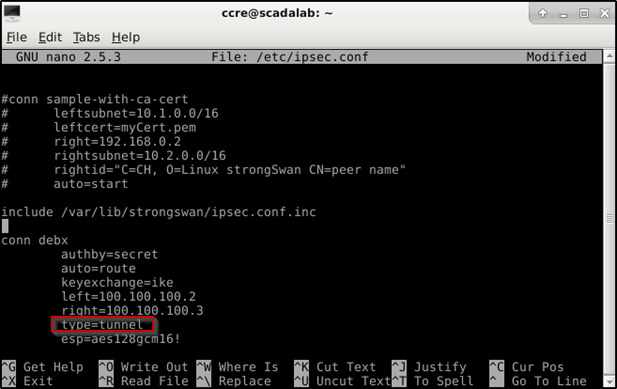 ccre@scadalab: ~
File Edit Tabs Help
GNU nano 2.5.3 File: /etc/ipsec.conf Modified
#conn sample-with-ca-cert
# leftsubnet=10.1.0.0/16
# leftcert=myCert.pem
# right=192.168.0.2
# rightsubnet=10.2.0.0/16
# rightid="C=CH, O=Linux strongSwan CN=peer name"
# auto=start
include /var/lib/strongswan/ipsec.conf.inc
conn debx
authby=secret
auto=route
keyexchange=ike
left=100.100.100.2
right=100.100.100.3
type=tunnel
esp=aes128gcm16!
^G Get Help ^O Write Out ^W Where Is ^K Cut Text ^J Justify ^C Cur Pos
^X Exit ^R Read File ^\ Replace ^U Uncut Text ^T To Spell ^_ Go To Line